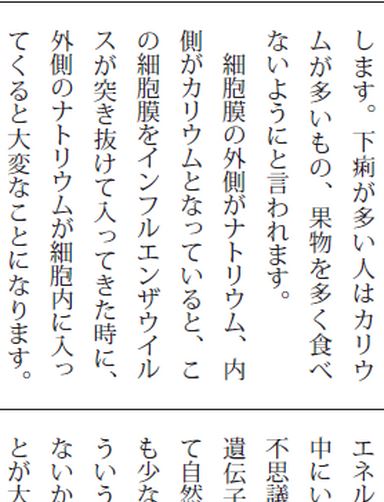 します。下痢が多い人はカリウ
ムが多いもの、果物を多く食べ
ないようにと言われます。
細胞膜の外側がナトリウム、内
側がカリウムとなっていると、こ
の細胞膜をインフルエンザウイル
スが突き抜けて入ってきた時に、
外側のナトリウムが細胞内に入っ
てくると大変なことになります。
エネル
中にい
不思議
遺伝子
て自然
も少な
ういう
ないか
とが大